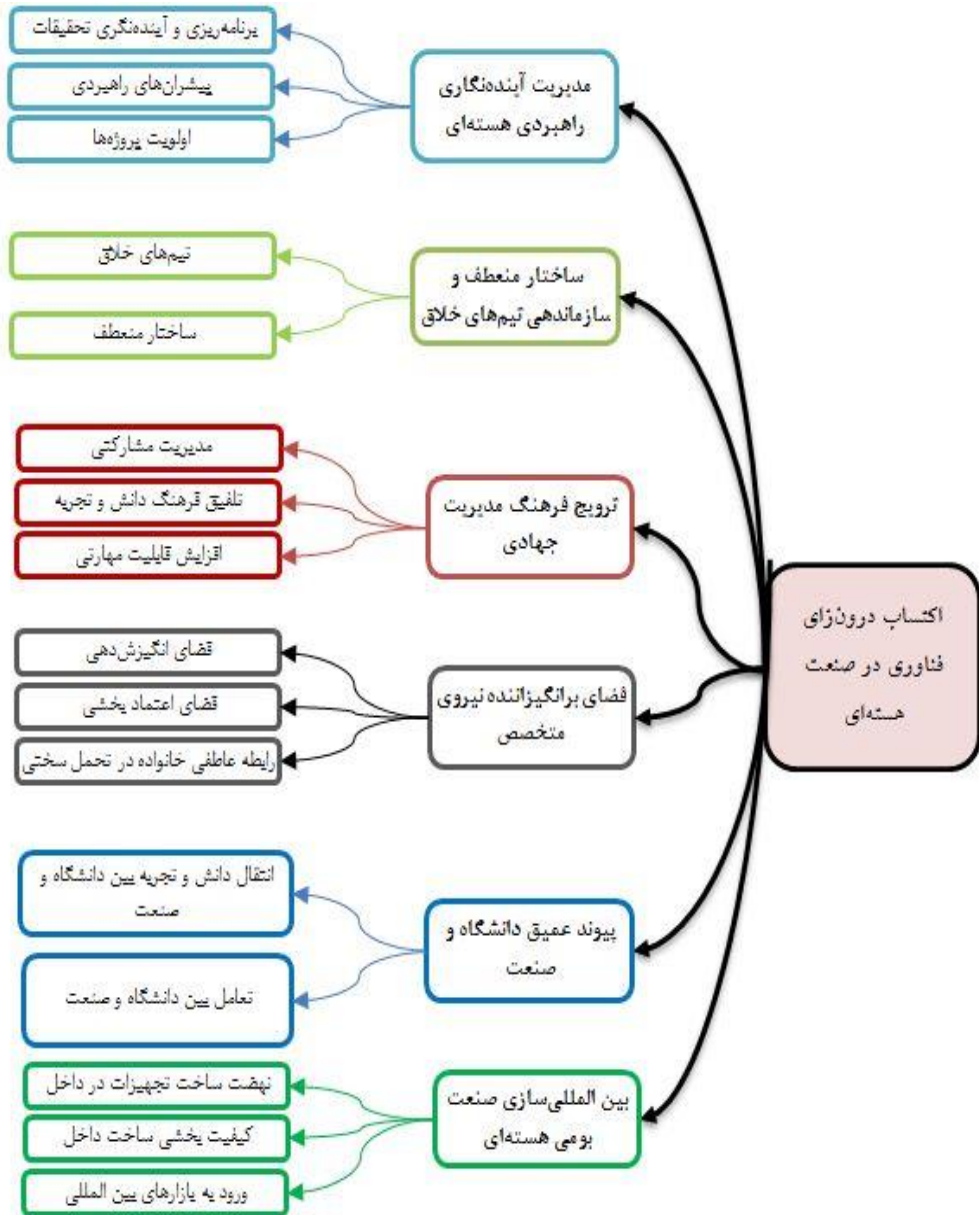 اکتساب درون‌زای
فناوری در صنعت
هسته‌ای
مدیریت آینده‌نگاری
راهبردی هسته‌ای
برنامه‌ریزی و آینده‌نگری تحقیقات
پیشران‌های راهبردی
اولویت پروژه‌ها
ساختار منعطف و
سازماندهی تیم‌های خلاق
تیم‌های خلاق
ساختار منعطف
ترویج فرهنگ مدیریت
جهادی
مدیریت مشارکتی
تلفیق فرهنگ دانش و تجربه
افزایش قابلیت مهارتی
فضای برانگیزاننده نیروی
متخصص
فضای انگیزش‌دهی
فضای اعتماد بخشی
رابطه عاطفی خانواده در تحمل سختی
پیوند عمیق دانشگاه و
صنعت
انتقال دانش و تجربه بین دانشگاه و
صنعت
تعامل بین دانشگاه و صنعت
بین المللی‌سازی صنعت
بومی هسته‌ای
نهضت ساخت تجهیزات در داخل
کیفیت بخشی ساخت داخل
ورود به بازارهای بین المللی